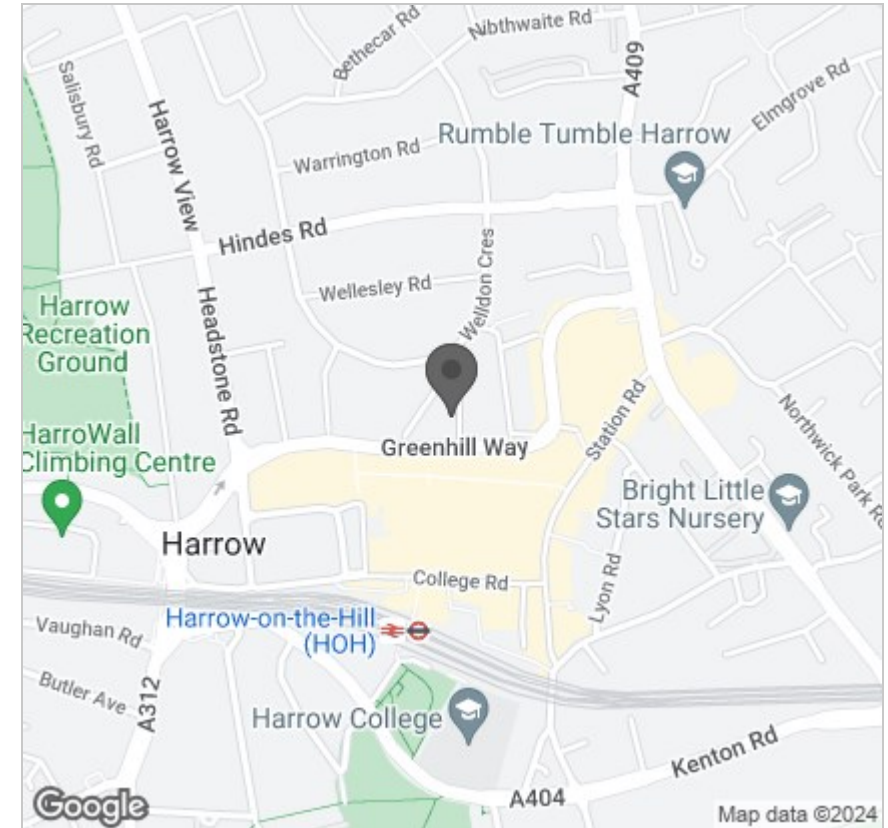 Nibthwaite Rd
Bethecar Rd
A409
Elmgrove Rd
Salisbury Rd
Harrow View
Warrington Rd
Rumble Tumble Harrow
Hindes Rd
Welldon Cres
Wellesley Rd
Harrow
Recreation
Ground
Headstone Rd
HarroWall
Climbing Centre
Greenhill Way
Station Rd
Northwick Park Rd
Bright Little
Stars Nursery
Harrow
College Rd
Lyon Rd
Harrow-on-the-Hill
(HOH)
Vaughan Rd
Butler Ave
A312
Harrow College
Kenton Rd
A404
Google
Map data ©2024